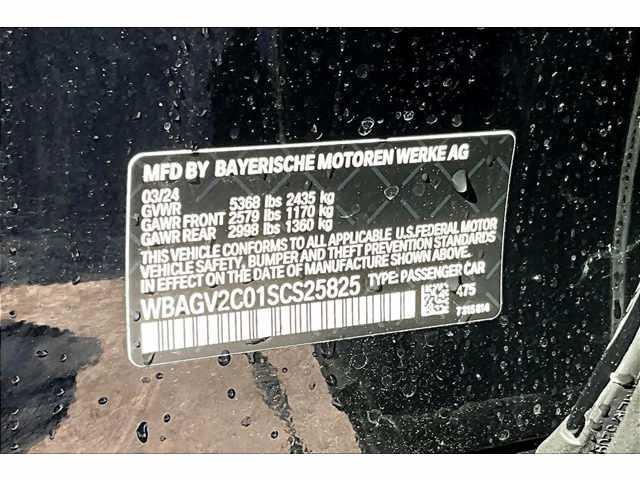 MFD BY BAYERISCHE MOTOREN WERKE AG
03/24
GVWR 5368 lbs 2435 kg
GAWR FRONT 2579 lbs 1170 kg
GAWR REAR 2998 lbs 1360 kg
THIS VEHICLE CONFORMS TO ALL APPLICABLE U.S.FEDERAL MOTOR
VEHICLE SAFETY, BUMPER AND THEFT PREVENTION STANDARDS
IN EFFECT ON THE DATE OF MANUFACTURE SHOWN ABOVE.
WBAGV2C01SCS25825 TYPE: PASSENGER CAR
475